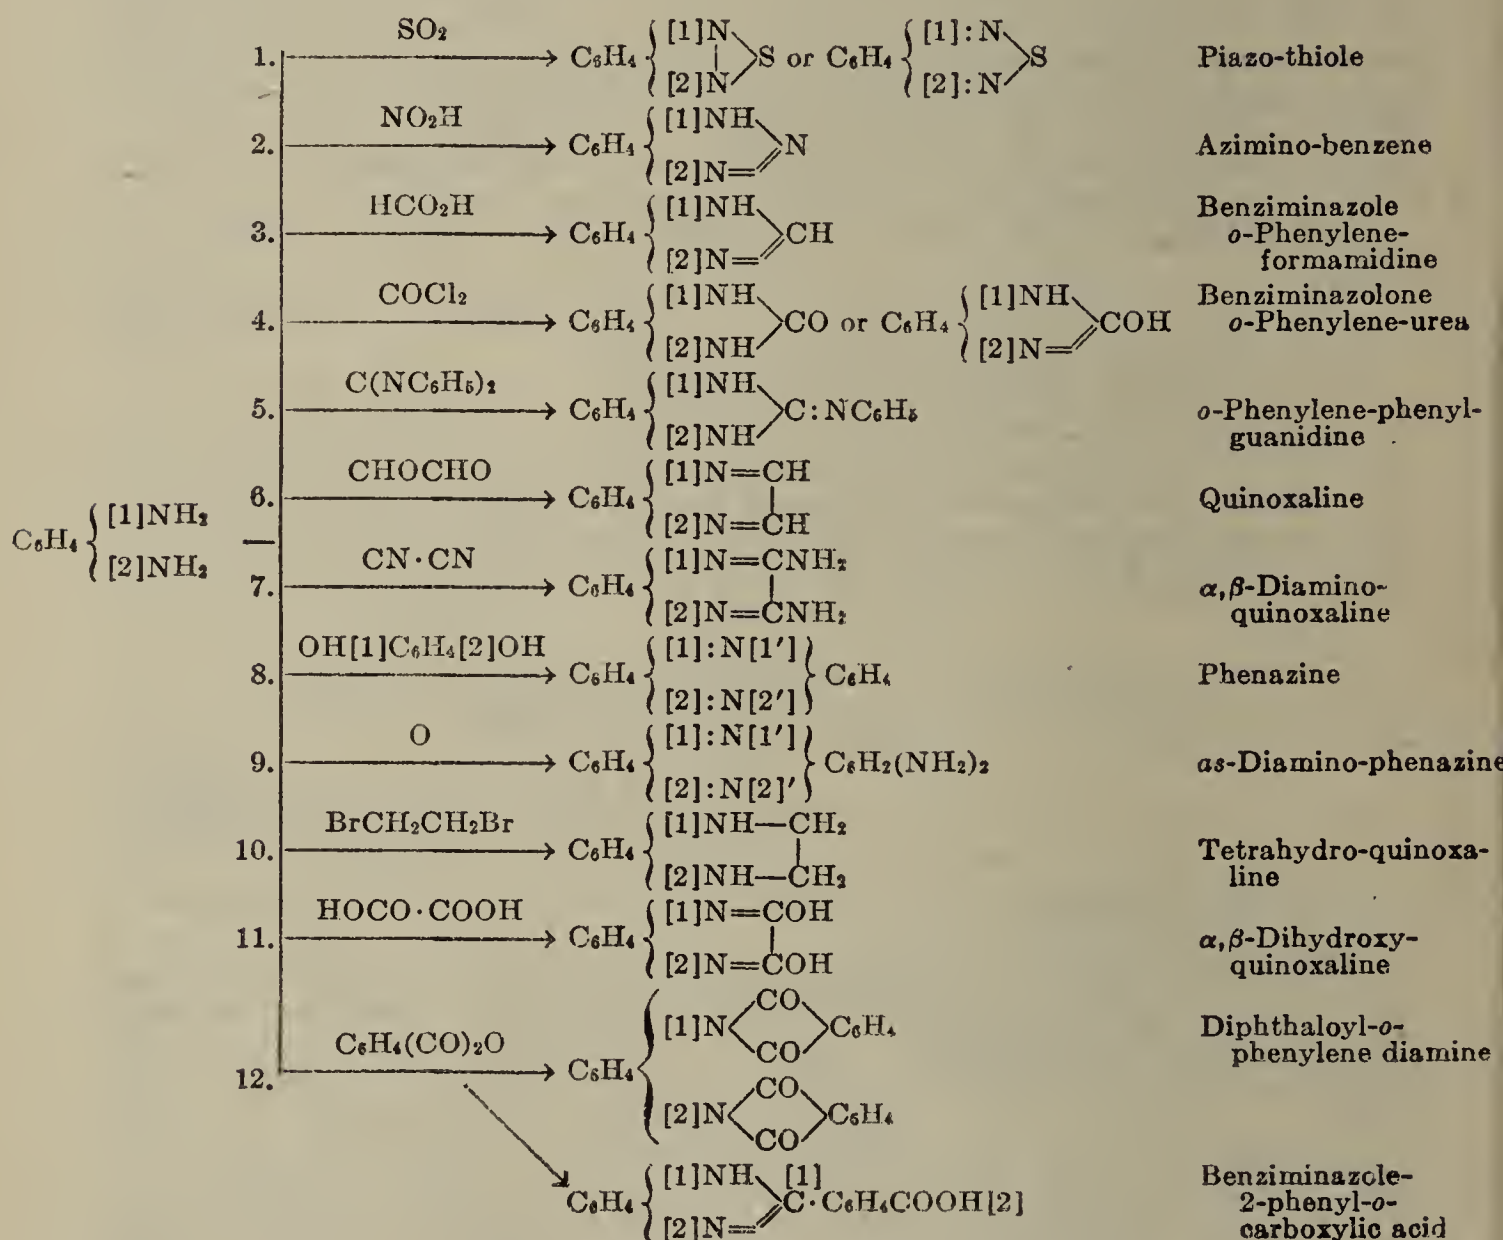 SO₂
1. C₆H₄ { [1]N [2]N S or C₆H₄ { [1]:N [2]:N S Piazo-thiole
NO₂H
2. C₆H₄ { [1]NH [2]N= N Azimino-benzene
HCO₂H
3. C₆H₄ { [1]NH [2]N= CH Benziminazole
o-Phenylene-
formamidine
COCl₂
4. C₆H₄ { [1]NH [2]NH CO or C₆H₄ { [1]NH [2]N= COH Benziminazolone
o-Phenylene-urea
C(NC₆H₅)₂
5. C₆H₄ { [1]NH [2]NH C:NC₆H₅ o-Phenylene-phenyl-
guanidine
CHOCHO
6. C₆H₄ { [1]N=CH [2]N=CH Quinoxaline
C₆H₄ { [1]NH₂ [2]NH₂
CN·CN
7. C₆H₄ { [1]N=CNH₂ [2]N=CNH₂ α,β-Diamino-
quinoxaline
OH[1]C₆H₄[2]OH
8. C₆H₄ { [1]:N[1'] [2]:N[2'] } C₆H₄ Phenazine
O
9. C₆H₄ { [1]:N[1'] [2]:N[2]' } C₆H₂(NH₂)₂ as-Diamino-phenazine
BrCH₂CH₂Br
10. C₆H₄ { [1]NH—CH₂ [2]NH—CH₂ Tetrahydro-quinoxa-
line
HOCO·COOH
11. C₆H₄ { [1]N=COH [2]N=COH α,β-Dihydroxy-
quinoxaline
C₆H₄(CO)₂O
12. C₆H₄ { [1]N CO CO C₆H₄ [2]N CO CO C₆H₄ Diphthaloyl-o-
phenylene diamine
C₆H₄ { [1]NH [2]N= [1] C·C₆H₄COOH[2] Benziminazole-
2-phenyl-o-
carboxylic acid